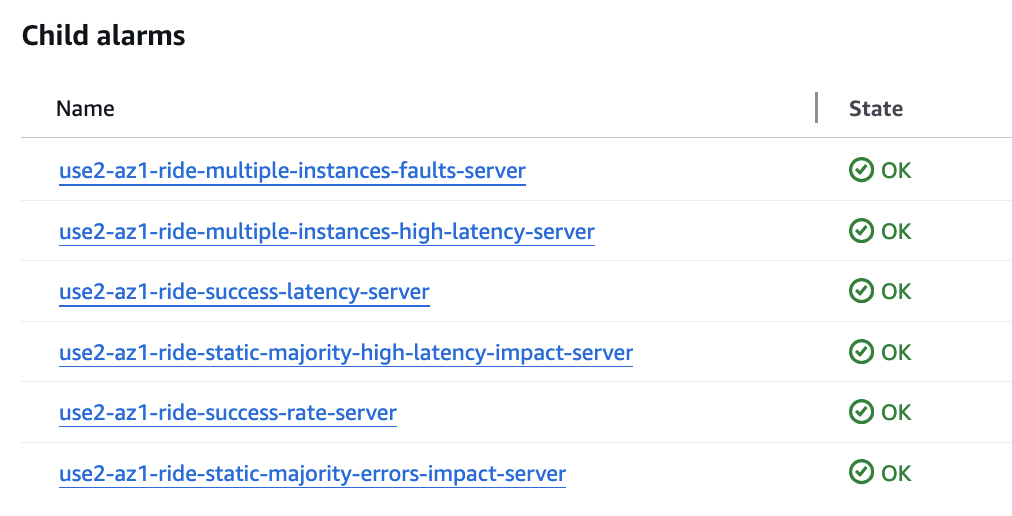 Child alarms
Name State
use2-az1-ride-multiple-instances-faults-server OK
use2-az1-ride-multiple-instances-high-latency-server OK
use2-az1-ride-success-latency-server OK
use2-az1-ride-static-majority-high-latency-impact-server OK
use2-az1-ride-success-rate-server OK
use2-az1-ride-static-majority-errors-impact-server OK